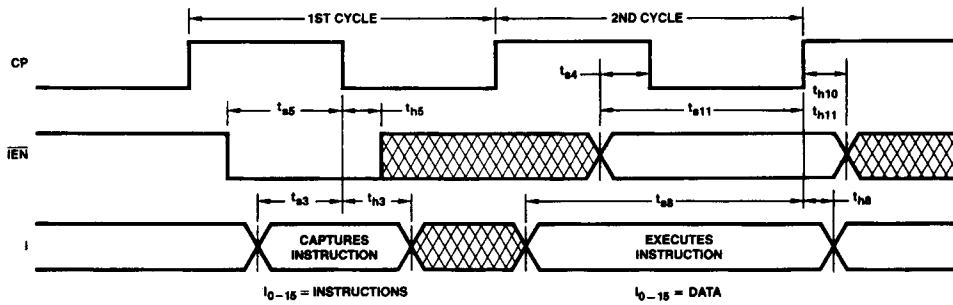 1ST CYCLE 2ND CYCLE
CP
ts4
th10
ts5 th5 ts11 th11
IEN
ts3 th3 ts8 th8
I CAPTURES INSTRUCTION EXECUTES INSTRUCTION
I0–15 = INSTRUCTIONS I0–15 = DATA